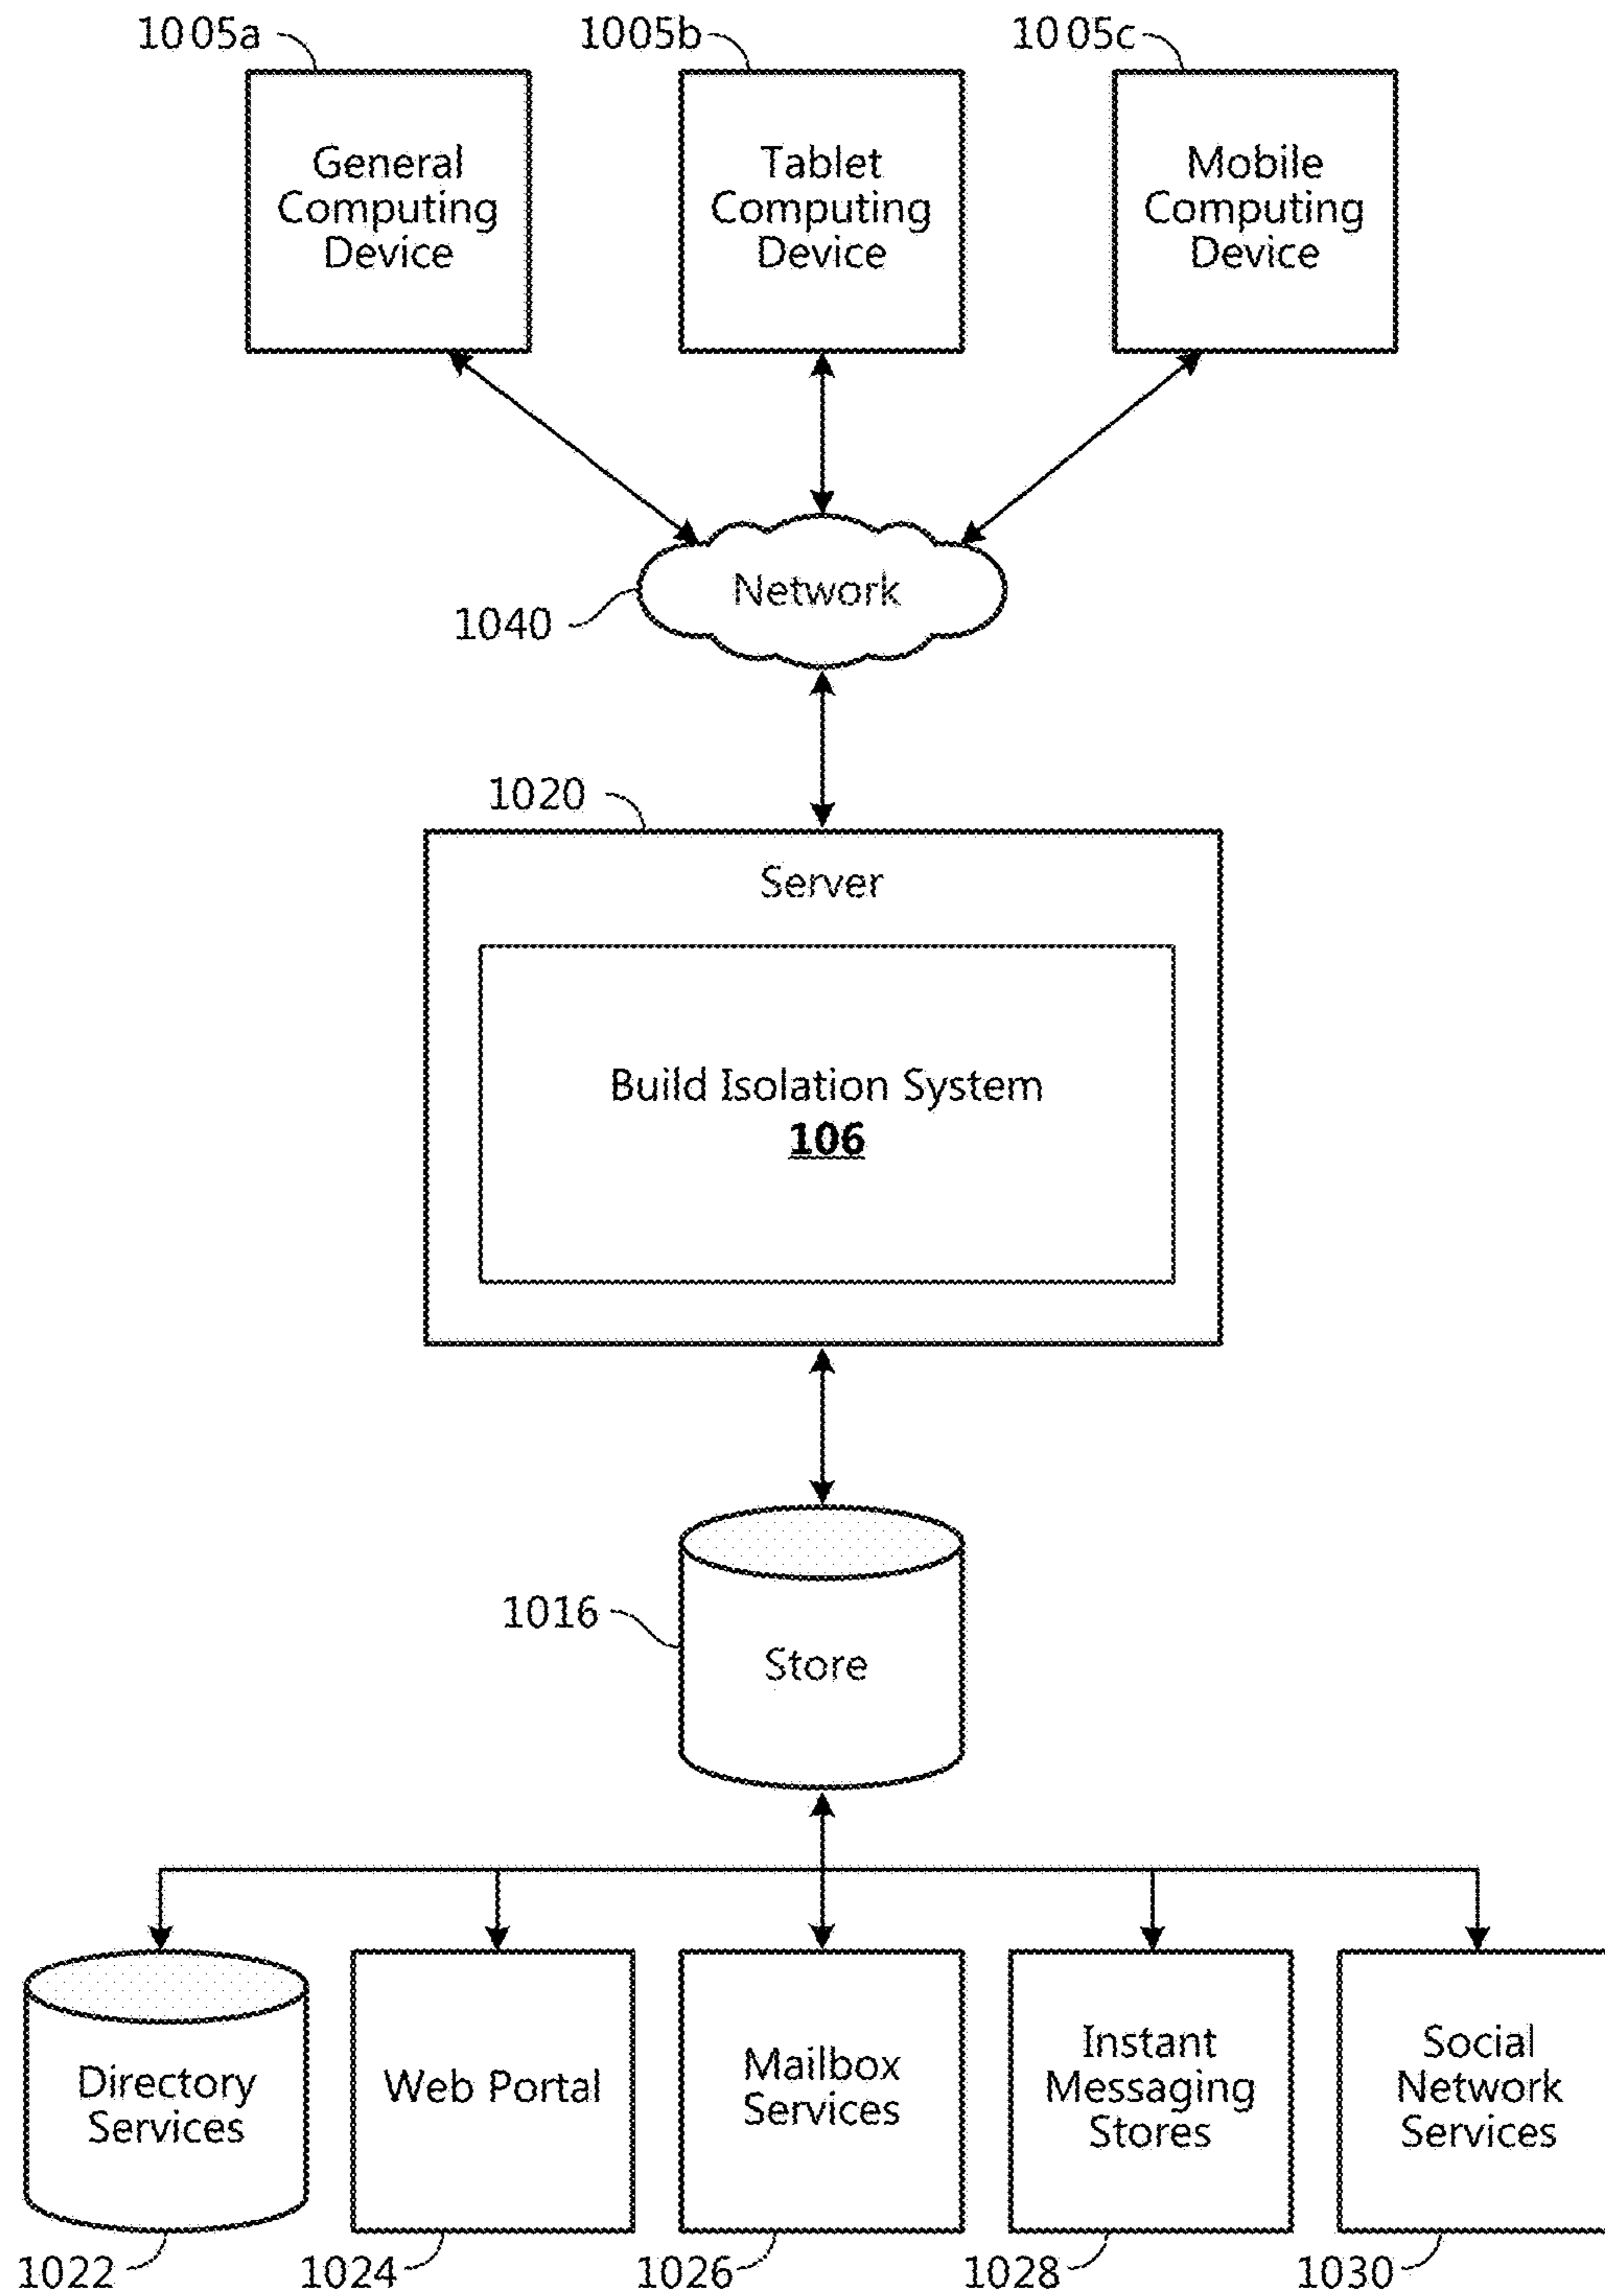 1005a
1005b
1005c
General
Computing
Device
Tablet
Computing
Device
Mobile
Computing
Device
Network
1040
1020
Server
Build Isolation System
106
1016
Store
Directory
Services
Web Portal
Mailbox
Services
Instant
Messaging
Stores
Social
Network
Services
1022
1024
1026
1028
1030